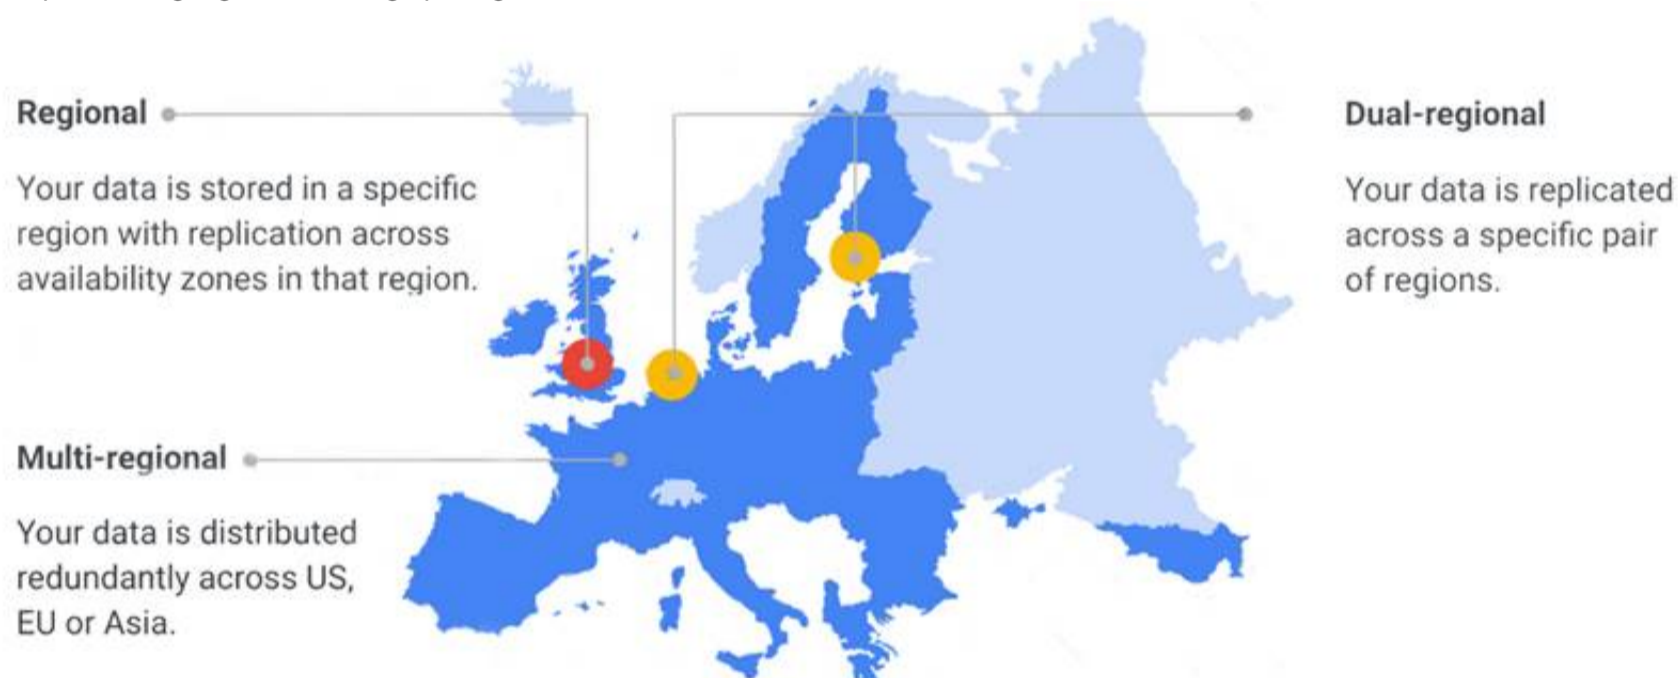 Regional
Your data is stored in a specific
region with replication across
availability zones in that region.
Multi-regional
Your data is distributed
redundantly across US,
EU or Asia.
Dual-regional
Your data is replicated
across a specific pair
of regions.